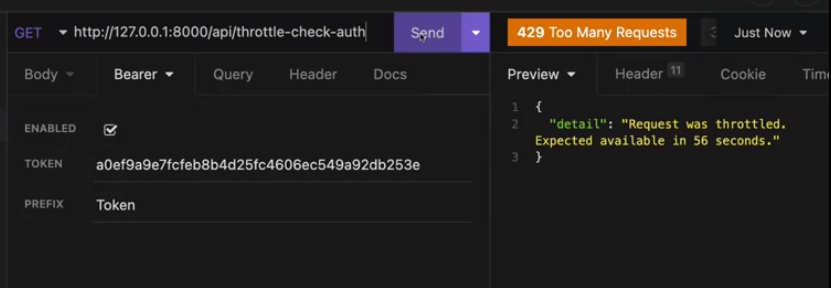 GET http://127.0.0.1:8000/api/throttle-check-auth Send
429 Too Many Requests Just Now
Body Bearer Query Header Docs
Preview Header 11 Cookie
ENABLED
TOKEN a0ef9a9e7fcfeb8b4d25fc4606ec549a92db253e
PREFIX Token
1 {
2 "detail": "Request was throttled.
Expected available in 56 seconds."
3 }